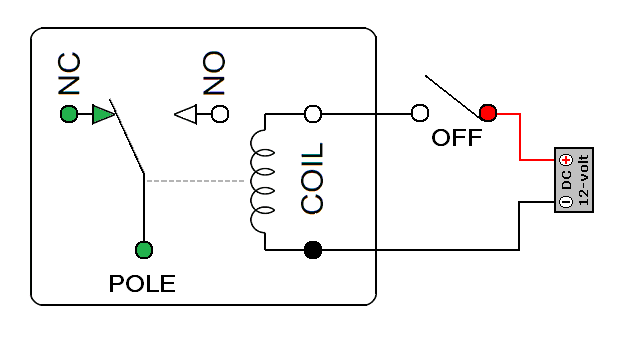 NC
NO
COIL
POLE
OFF
DC
12-volt